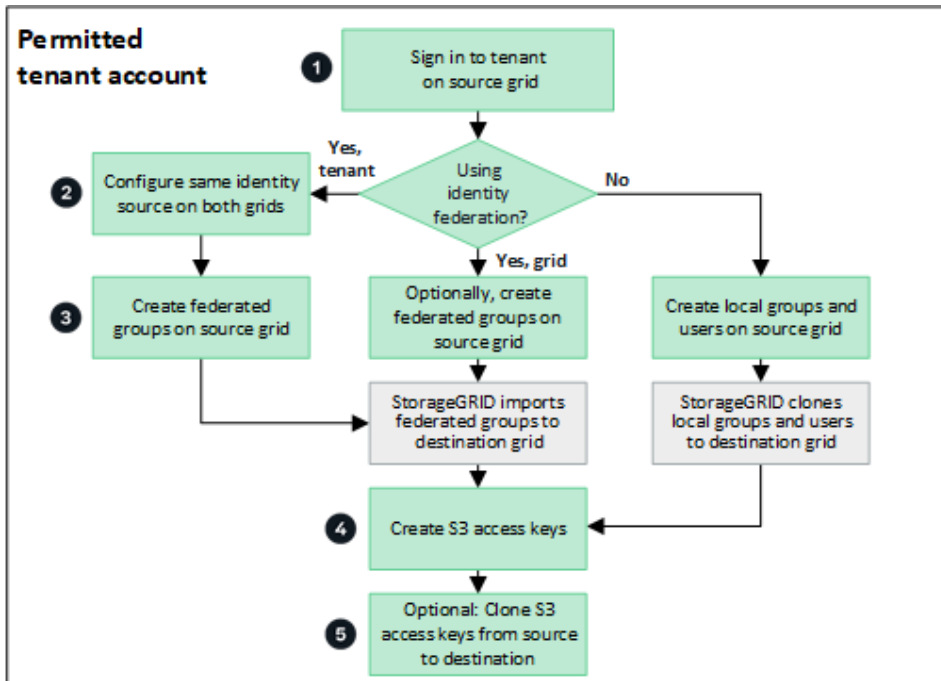 Permitted
tenant account
1
Sign in to tenant
on source grid
Using
identity
federation?
Yes,
tenant
No
Yes, grid
2
Configure same identity
source on both grids
3
Create federated
groups on source grid
Optionally, create
federated groups on
source grid
Create local groups and
users on source grid
StorageGRID imports
federated groups to
destination grid
StorageGRID clones
local groups and users
to destination grid
4
Create S3 access keys
5
Optional: Clone S3
access keys from source
to destination